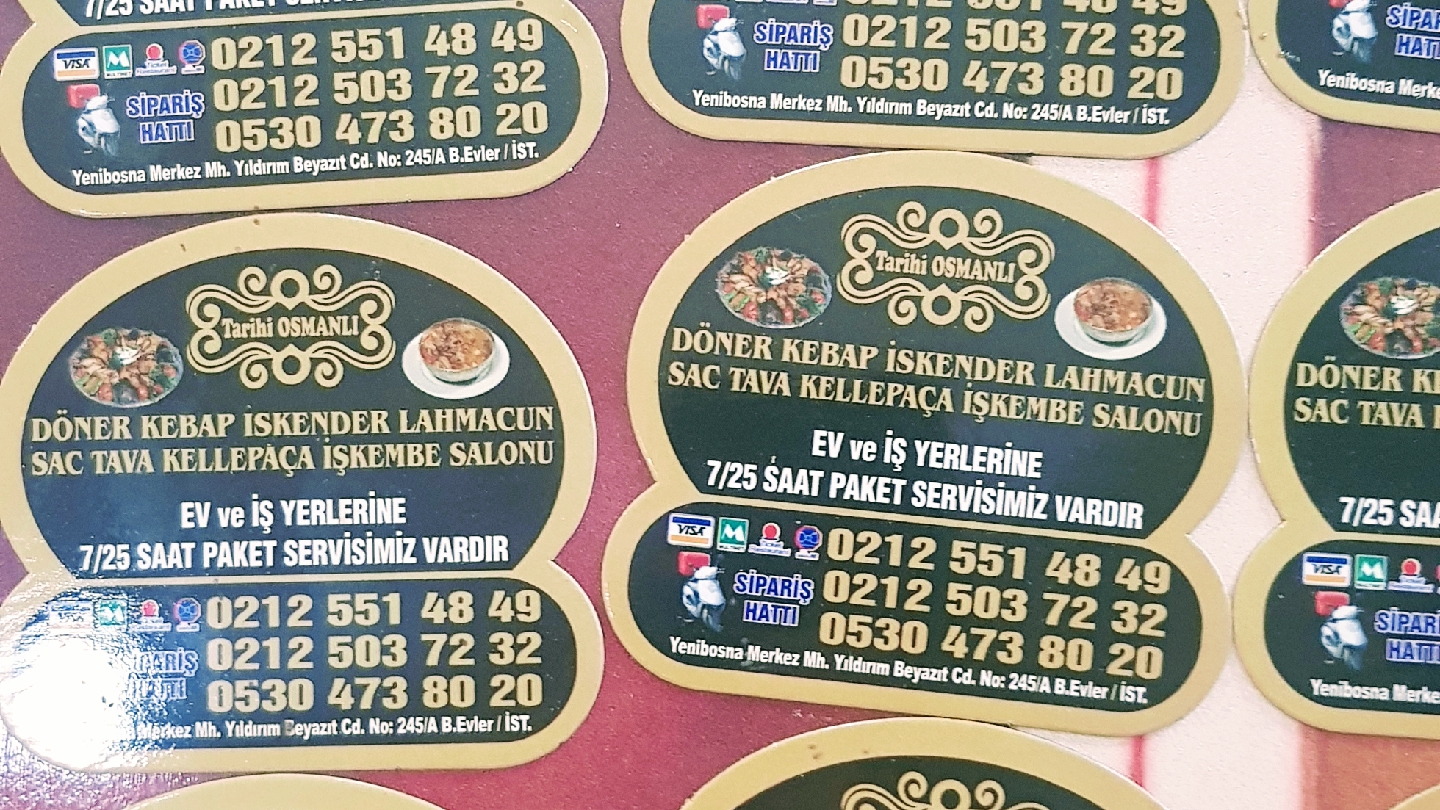 7/25 SAAT PAKET SERV
VISA
0212 551 48 49
SİPARİŞ
HATTI
0212 503 72 32
0530 473 80 20
Yenibosna Merkez Mh. Yıldırım Beyazıt Cd. No: 245/A B.Evler / İST.
SİPARİŞ
HATTI
0212 503 72 32
0530 473 80 20
Yenibosna Merkez Mh. Yıldırım Beyazıt Cd. No: 245/A B.Evler / İST.
Yenibosna Merke
Tarihi OSMANLI
DÖNER KEBAP İSKENDER LAHMACUN
SAC TAVA KELLEPAÇA İŞKEMBE SALONU
EV ve İŞ YERLERİNE
7/25 SAAT PAKET SERVİSİMİZ VARDIR
0212 551 48 49
0212 503 72 32
0530 473 80 20
Merkez Mh. Yıldırım Beyazıt Cd. No: 245/A B.Evler / İST.
Tarihi OSMANLI
DÖNER KEBAP İSKENDER LAHMACUN
SAC TAVA KELLEPAÇA İŞKEMBE SALONU
EV ve İŞ YERLERİNE
7/25 SAAT PAKET SERVİSİMİZ VARDIR
VISA
0212 551 48 49
SİPARİŞ
HATTI
0212 503 72 32
0530 473 80 20
Yenibosna Merkez Mh. Yıldırım Beyazıt Cd. No: 245/A B.Evler / İST.
DÖNER KE
SAC TAVA
7/25 SAA
VISA
SİPARİ
HATTI
Yenibosna Merke